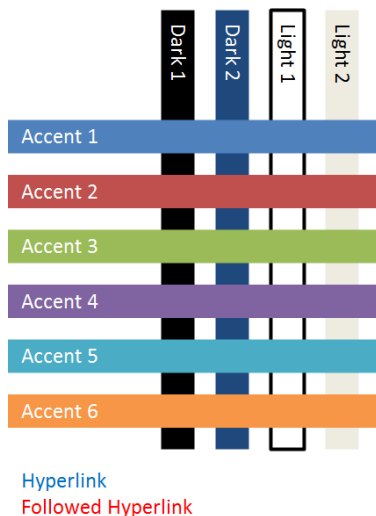 Dark 1
Dark 2
Light 1
Light 2
Accent 1
Accent 2
Accent 3
Accent 4
Accent 5
Accent 6
Hyperlink
Followed Hyperlink